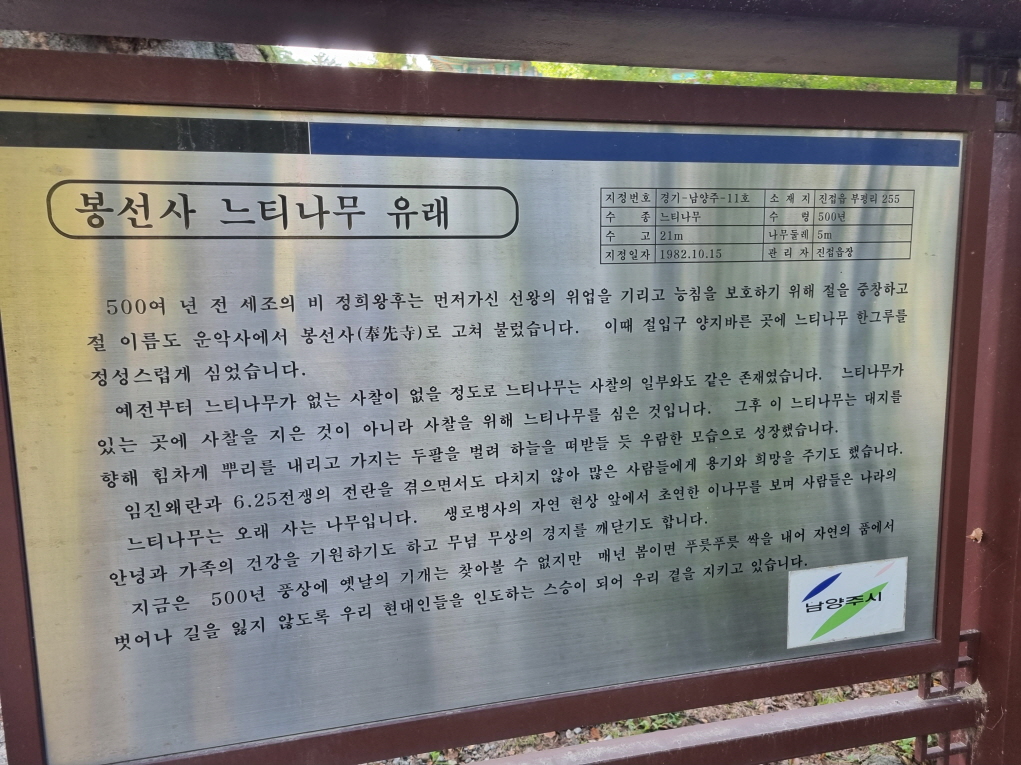 봉선사 느티나무 유래
지정번호 경기-남양주-11호 소재지 진접읍 부평리 255
수종 느티나무 수령 500년
수고 21m 나무둘레 5m
지정일자 1982.10.15 관리자 진접읍장
500여 년 전 세조의 비 정희왕후는 먼저가신 선왕의 위업을 기리고 능침을 보호하기 위해 절을 중창하고
절 이름도 운악사에서 봉선사(奉先寺)로 고쳐 불렀습니다. 이때 절입구 양지바른 곳에 느티나무 한그루를
정성스럽게 심었습니다.
예전부터 느티나무가 없는 사찰이 없을 정도로 느티나무는 사찰의 일부와도 같은 존재였습니다. 느티나무가
있는 곳에 사찰을 지은 것이 아니라 사찰을 위해 느티나무를 심은 것입니다. 그후 이 느티나무는 대지를
향해 힘차게 뿌리를 내리고 가지는 두팔을 벌려 하늘을 떠받들 듯 우람한 모습으로 성장했습니다.
임진왜란과 6.25전쟁의 전란을 겪으면서도 다치지 않아 많은 사람들에게 용기와 희망을 주기도 했습니다.
느티나무는 오래 사는 나무입니다. 생로병사의 자연 현상 앞에서 초연한 이나무를 보며 사람들은 나라의
안녕과 가족의 건강을 기원하기도 하고 무념 무상의 경지를 깨닫기도 합니다.
지금은 500년 풍상에 옛날의 기개는 찾아볼 수 없지만 매년 봄이면 푸릇푸릇 싹을 내어 자연의 품에서
벗어나 길을 잃지 않도록 우리 현대인들을 인도하는 스승이 되어 우리 곁을 지키고 있습니다.
남양주시